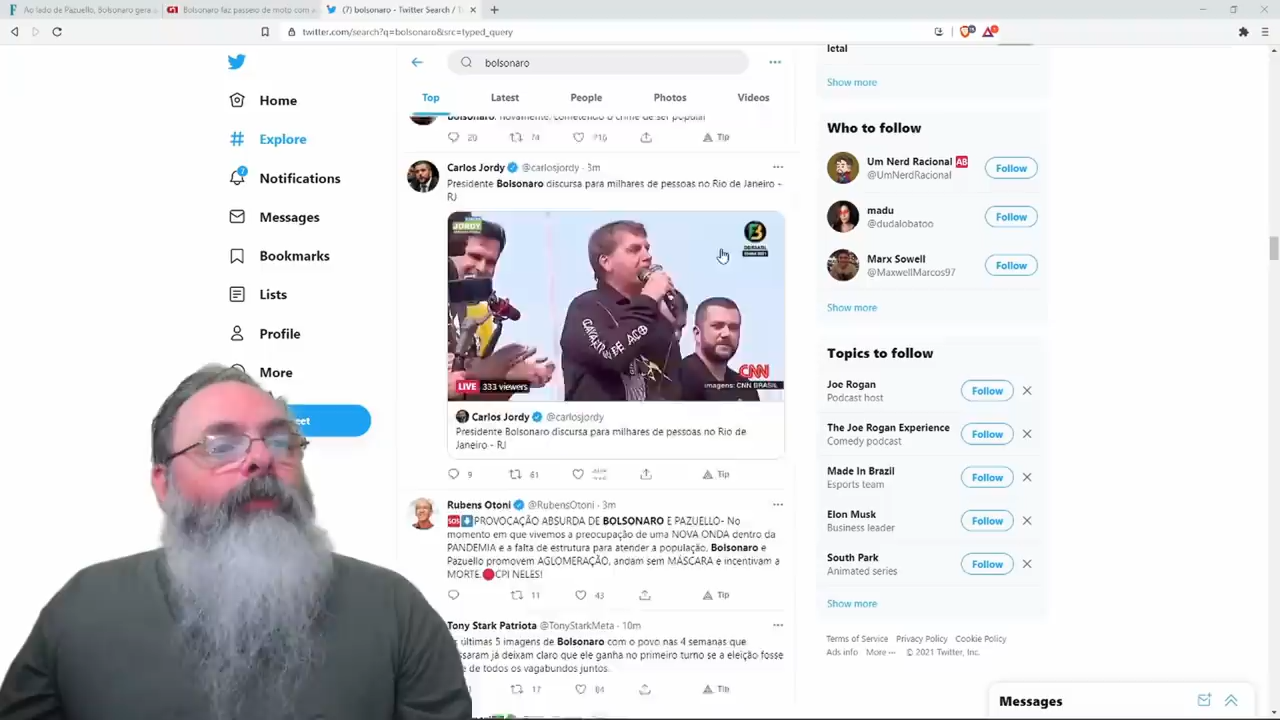 Ao lado de Pazuello, Bolsonaro gera a
Bolsonaro faz passeio de moto com
(7) bolsonaro - Twitter Search / T
twitter.com/search?q=bolsonaro&src=typed_query
Home
Explore
7
Notifications
Messages
Bookmarks
Lists
Profile
More
bolsonaro
Top
Latest
People
Photos
Videos
Bolsonaro, novamente, cometendo o crime de ser popular
20
74
Tip
Carlos Jordy @carlosjordy · 3m
Presidente Bolsonaro discursa para milhares de pessoas no Rio de Janeiro -
RJ
JORDY
CNN
imagens: CNN BRASIL
LIVE 333 viewers
Carlos Jordy @carlosjordy
Presidente Bolsonaro discursa para milhares de pessoas no Rio de
Janeiro - RJ
9
61
Tip
Rubens Otoni @RubensOtoni · 3m
SOS PROVOCAÇÃO ABSURDA DE BOLSONARO E PAZUELLO- No
momento em que vivemos a preocupação de uma NOVA ONDA dentro da
PANDEMIA e a falta de estrutura para atender a população, Bolsonaro e
Pazuello promovem AGLOMERAÇÃO, andam sem MÁSCARA e incentivam a
MORTE. CPI NELES!
11
43
Tip
Tony Stark Patriota @TonyStarkMeta · 10m
últimas 5 imagens de Bolsonaro com o povo nas 4 semanas que
ssaram já deixam claro que ele ganha no primeiro turno se a eleição fosse
e de todos os vagabundos juntos.
17
84
Tip
letal
Show more
Who to follow
Um Nerd Racional AB
@UmNerdRacional
Follow
madu
@dudalobatoo
Follow
Marx Sowell
@MaxwellMarcos97
Follow
Show more
Topics to follow
Joe Rogan
Podcast host
Follow
The Joe Rogan Experience
Comedy podcast
Follow
Made In Brazil
Esports team
Follow
Elon Musk
Business leader
Follow
South Park
Animated series
Follow
Show more
Terms of Service Privacy Policy Cookie Policy
Ads info More ··· © 2021 Twitter, Inc.
Messages